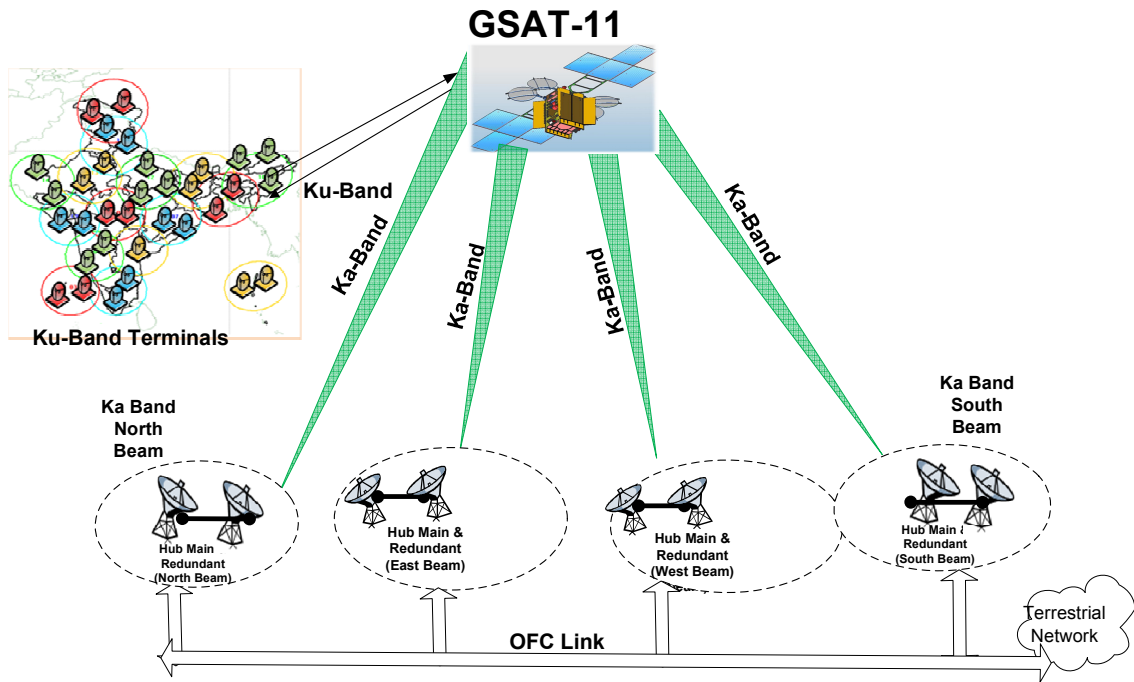 GSAT-11
Ku-Band
Ku-Band Terminals
Ka-Band
Ka-Band
Ka-Band
Ka-Band
Ka Band
North
Beam
Ka Band
South
Beam
Hub Main
Redundant
(North Beam)
Hub Main &
Redundant
(East Beam)
Hub Main &
Redundant
(West Beam)
Hub Main &
Redundant
(South Beam)
OFC Link
Terrestrial
Network